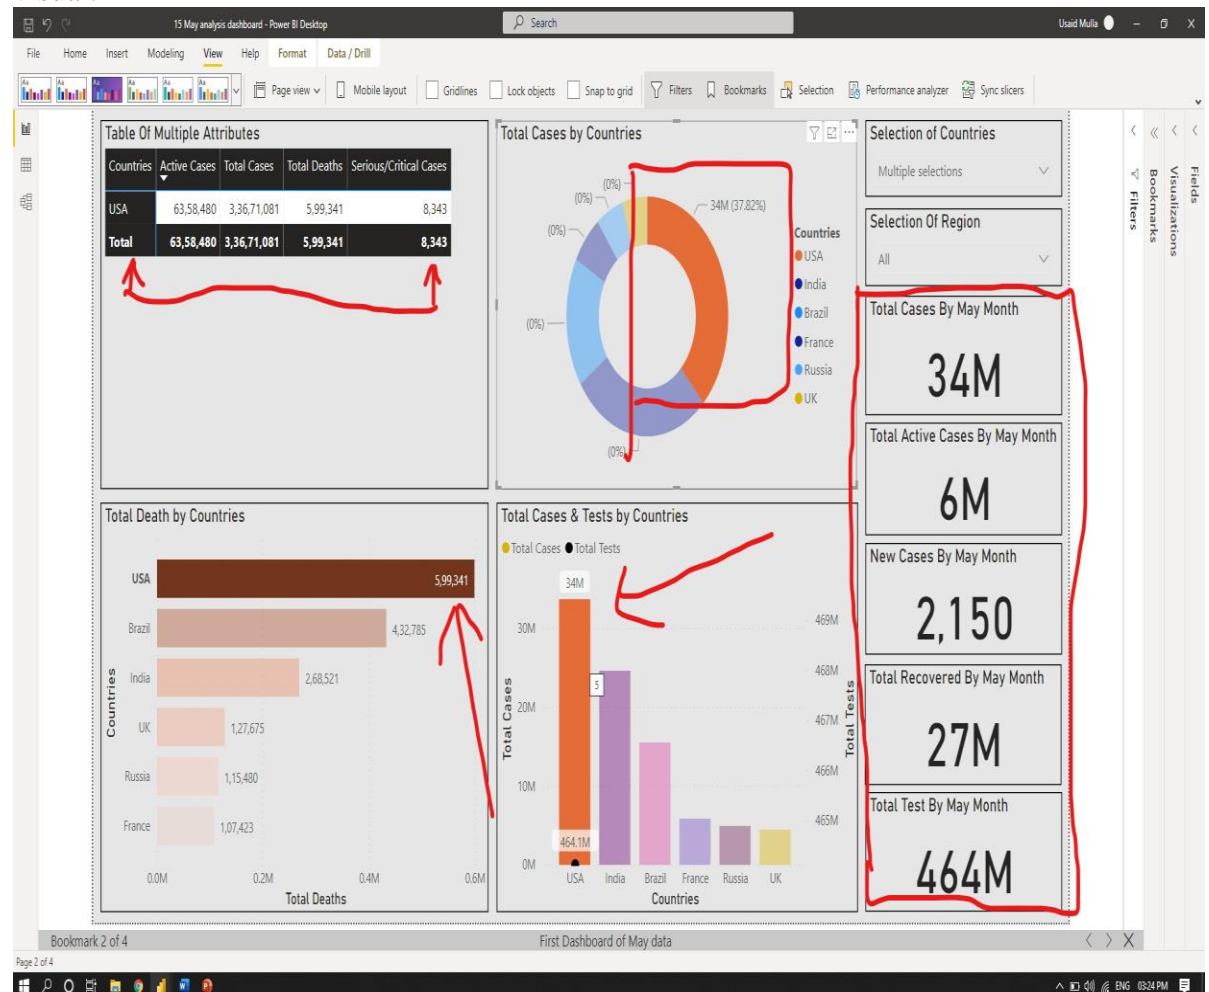 15 May analysis dashboard - Power BI Desktop
Search
Usaid Mulla
File Home Insert Modeling View Help Format Data / Drill
Aa Aa Aa Aa Aa Aa
Page view Mobile layout Gridlines Lock objects Snap to grid Filters Bookmarks Selection Performance analyzer Sync slicers
Table Of Multiple Attributes
Countries Active Cases Total Cases Total Deaths Serious/Critical Cases
USA 63,58,480 3,36,71,081 5,99,341 8,343
Total 63,58,480 3,36,71,081 5,99,341 8,343
Total Cases by Countries
(0%)
(0%)
(0%)
(0%)
(0%)
34M (37.82%)
Countries
USA
India
Brazil
France
Russia
UK
Selection of Countries
Multiple selections
Selection Of Region
All
Total Cases By May Month
34M
Total Active Cases By May Month
6M
New Cases By May Month
2,150
Total Recovered By May Month
27M
Total Test By May Month
464M
Filters
Bookmarks
Visualizations
Fields
Total Death by Countries
Countries
USA 5,99,341
Brazil 4,32,785
India 2,68,521
UK 1,27,675
Russia 1,15,480
France 1,07,423
0.0M 0.2M 0.4M 0.6M
Total Deaths
Total Cases & Tests by Countries
Total Cases Total Tests
Total Cases
30M
20M
10M
0M
34M
5
464.1M
469M
468M
467M
466M
465M
Total Tests
USA India Brazil France Russia UK
Countries
Bookmark 2 of 4
First Dashboard of May data
Page 2 of 4
ENG 03:24 PM